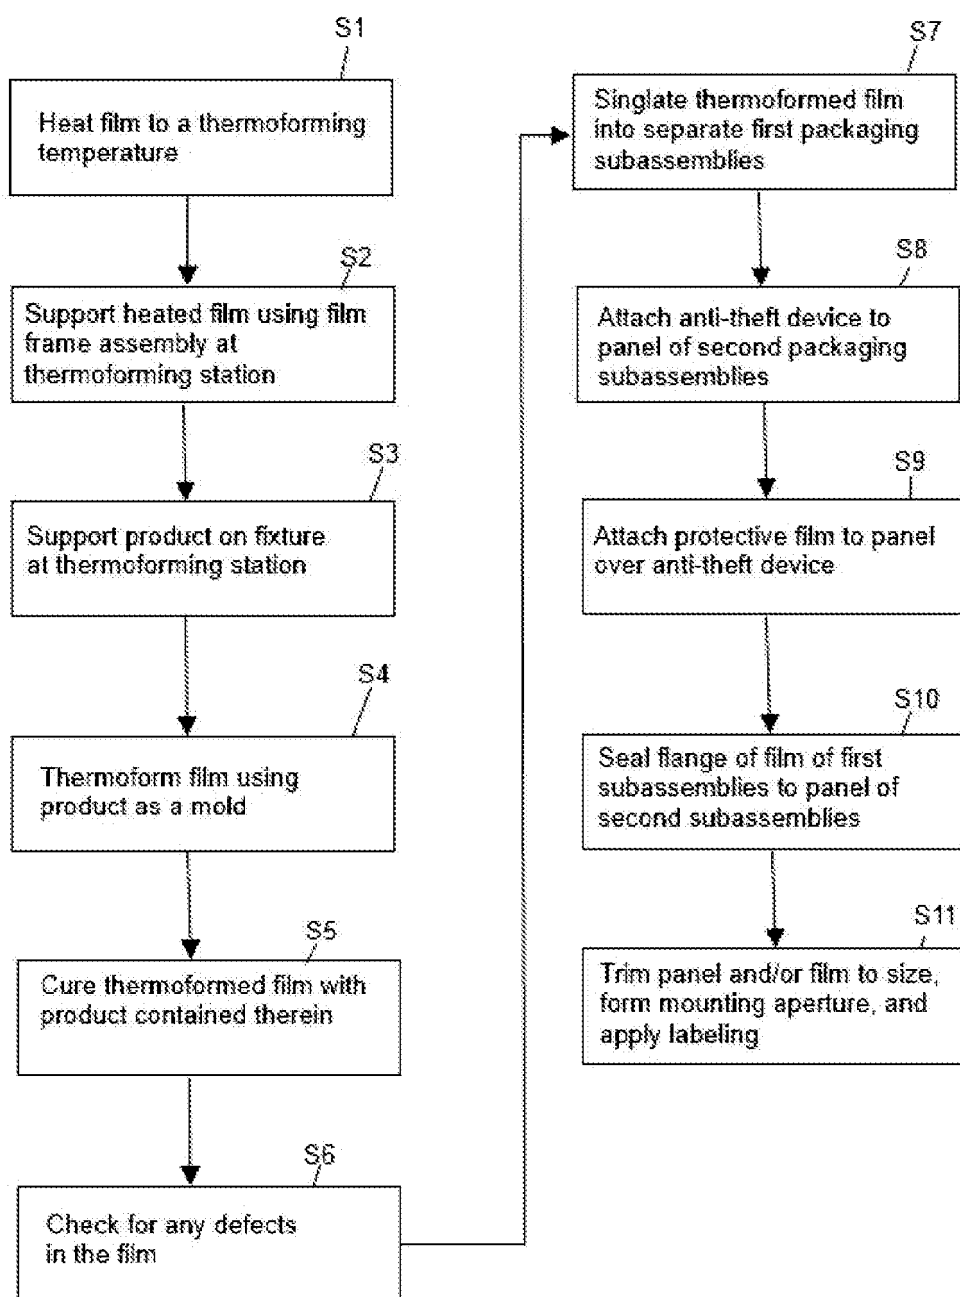 S1
Heat film to a thermoforming
temperature
S2
Support heated film using film
frame assembly at
thermoforming station
S3
Support product on fixture
at thermoforming station
S4
Thermoform film using
product as a mold
S5
Cure thermoformed film with
product contained therein
S6
Check for any defects
in the film
S7
Singlate thermoformed film
into separate first packaging
subassemblies
S8
Attach anti-theft device to
panel of second packaging
subassemblies
S9
Attach protective film to panel
over anti-theft device
S10
Seal flange of film of first
subassemblies to panel of
second subassemblies
S11
Trim panel and/or film to size,
form mounting aperture, and
apply labeling